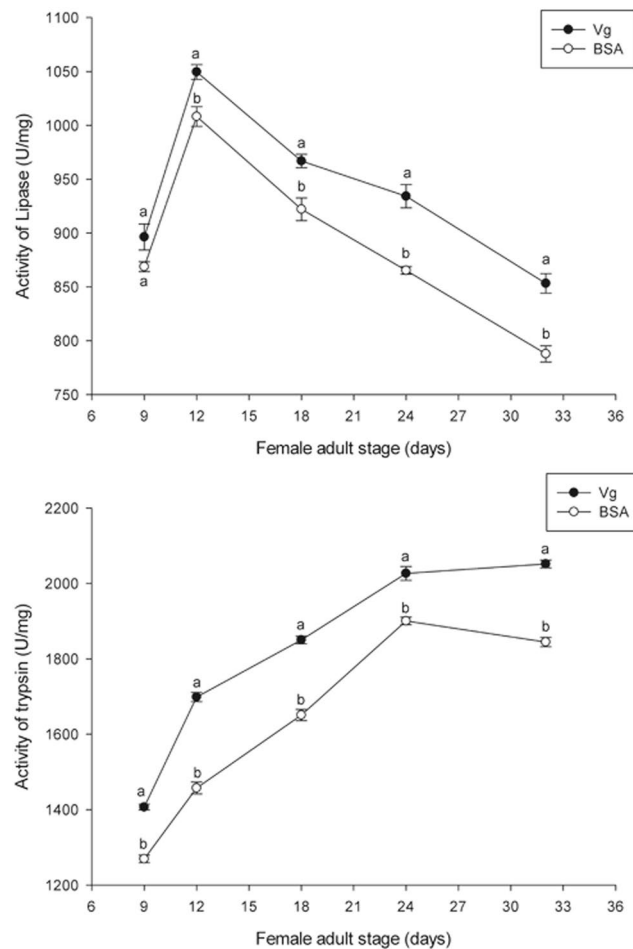 Vg
BSA
1100
1050
1000
950
900
850
800
750
Activity of Lipase (U/mg)
a
b
a
a
b
a
b
a
b
a
6 9 12 15 18 21 24 27 30 33 36
Female adult stage (days)
Vg
BSA
2200
2000
1800
1600
1400
1200
Activity of trypsin (U/mg)
a
a
b
b
a
a
b
a
b
b
6 9 12 15 18 21 24 27 30 33 36
Female adult stage (days)